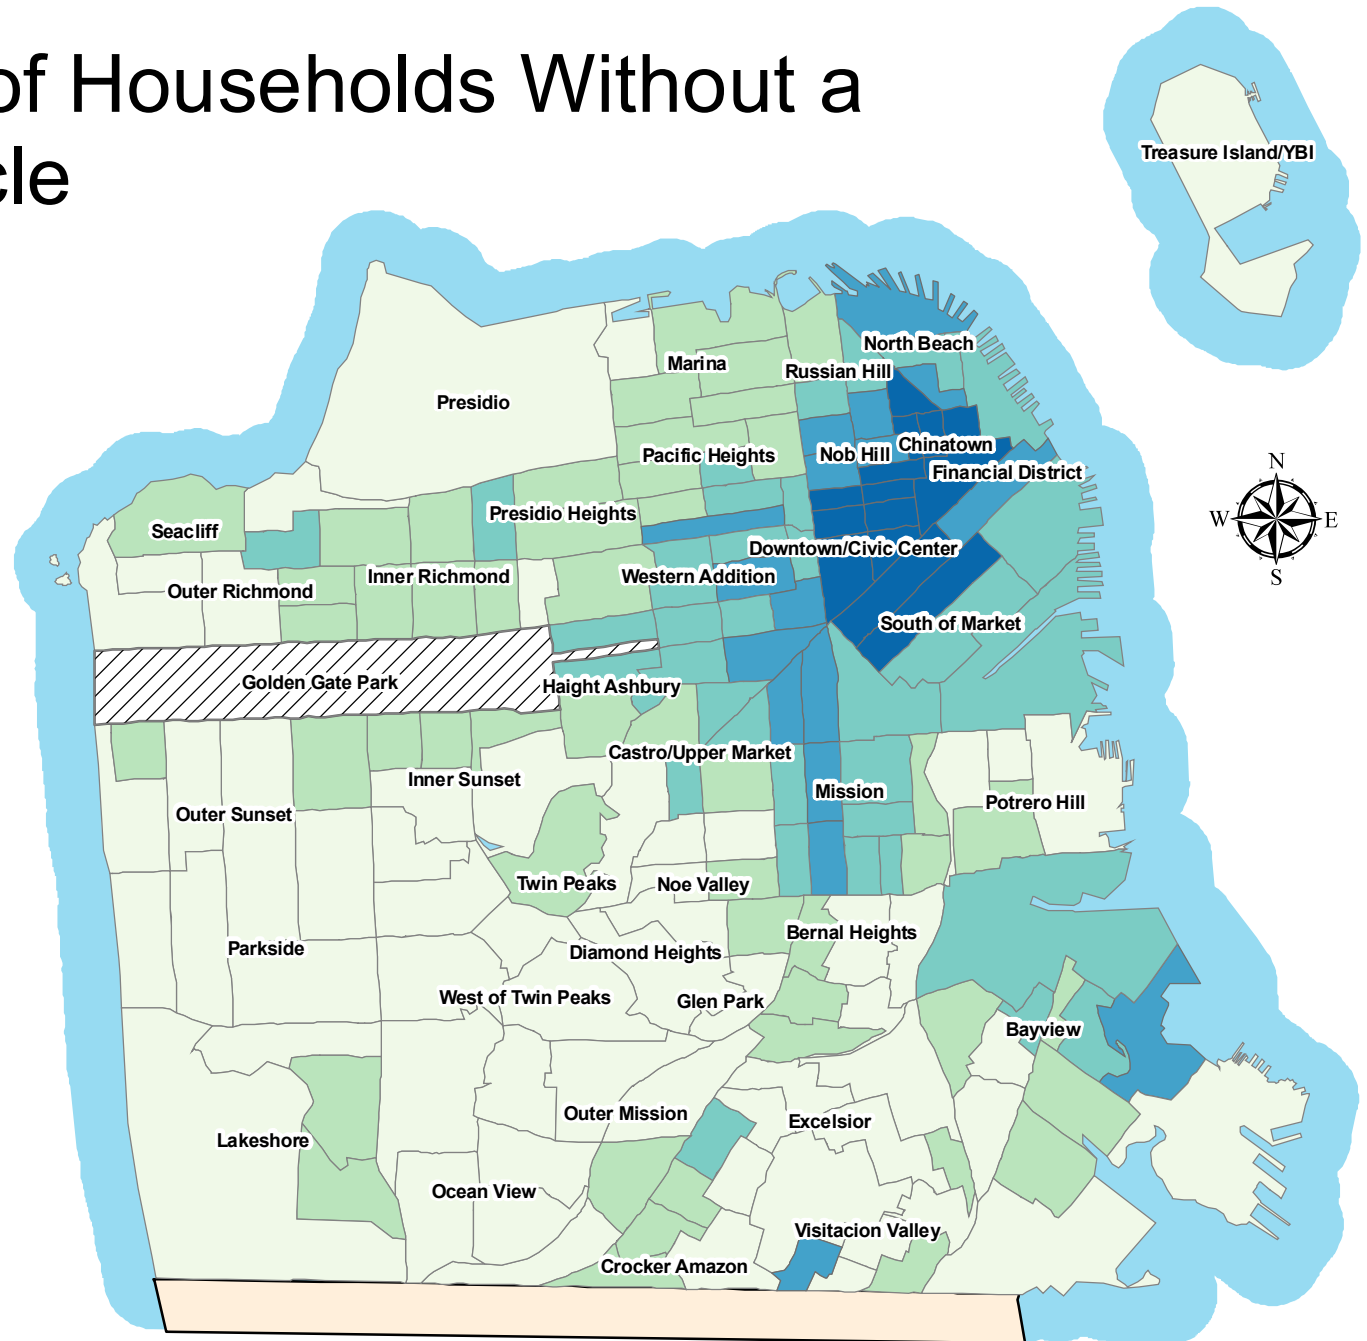 of Households Without a
cle
Treasure Island/YBI
North Beach
Marina
Russian Hill
Presidio
Chinatown
Pacific Heights
Nob Hill
Financial District
N
W E
S
Presidio Heights
Seacliff
Downtown/Civic Center
Inner Richmond
Western Addition
Outer Richmond
South of Market
Golden Gate Park
Haight Ashbury
Castro/Upper Market
Inner Sunset
Mission
Potrero Hill
Outer Sunset
Twin Peaks
Noe Valley
Bernal Heights
Parkside
Diamond Heights
West of Twin Peaks
Glen Park
Bayview
Outer Mission
Excelsior
Lakeshore
Ocean View
Visitacion Valley
Crocker Amazon